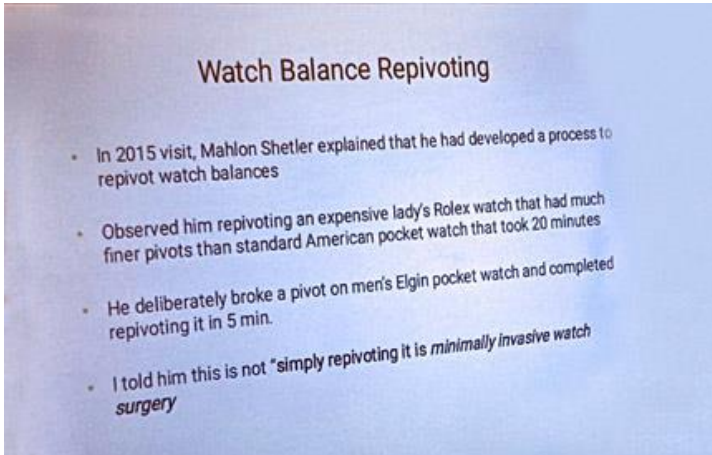 Watch Balance Repivoting
• In 2015 visit, Mahlon Shetler explained that he had developed a process to
repivot watch balances
• Observed him repivoting an expensive lady's Rolex watch that had much
finer pivots than standard American pocket watch that took 20 minutes
• He deliberately broke a pivot on men's Elgin pocket watch and completed
repivoting it in 5 min.
• I told him this is not "simply repivoting it is minimally invasive watch
surgery